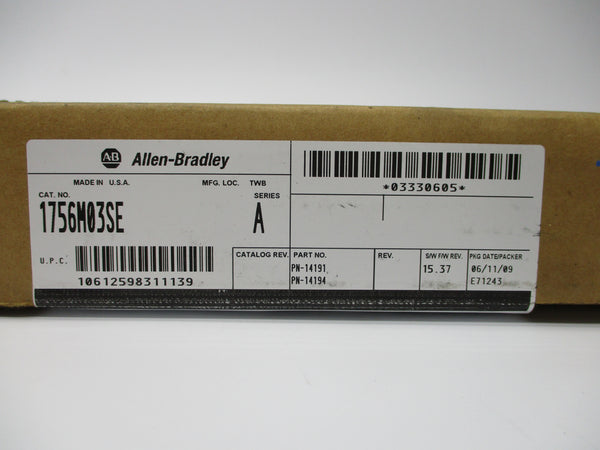 AB Allen-Bradley
MADE IN U.S.A. MFG. LOC. TWB
CAT. NO. SERIES
1756M03SE A
*03330605*
U.P.C.
10612598311139
CATALOG REV. PART NO. REV. S/W F/W REV. PKG DATE/PACKER
PN-14191 15.37 06/11/09
PN-14194 E71243